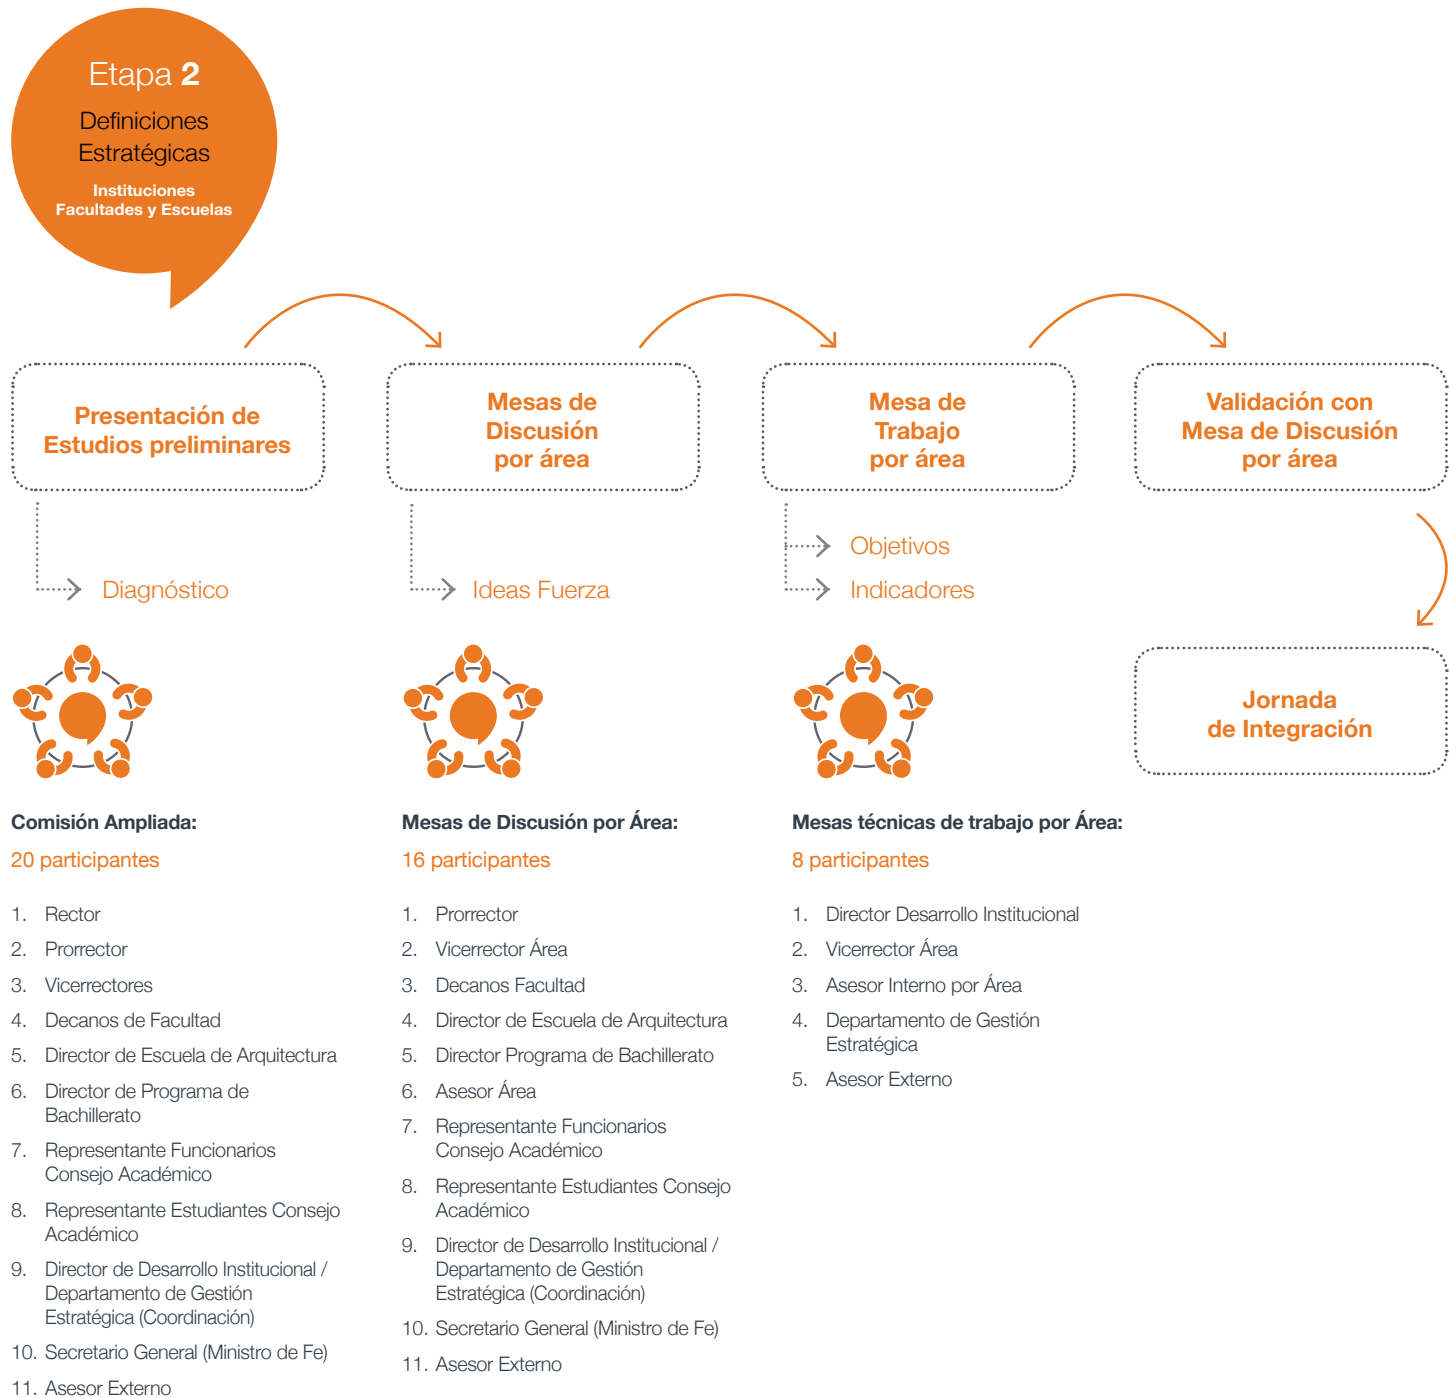 Etapa 2
Definiciones
Estratégicas
Instituciones
Facultades y Escuelas
Presentación de
Estudios preliminares
Mesas de
Discusión
por área
Mesa de
Trabajo
por área
Validación con
Mesa de Discusión
por área
Diagnóstico
Ideas Fuerza
Objetivos
Indicadores
Jornada
de Integración
Comisión Ampliada:
20 participantes
1. Rector
2. Prorrector
3. Vicerrectores
4. Decanos de Facultad
5. Director de Escuela de Arquitectura
6. Director de Programa de
Bachillerato
7. Representante Funcionarios
Consejo Académico
8. Representante Estudiantes Consejo
Académico
9. Director de Desarrollo Institucional /
Departamento de Gestión
Estratégica (Coordinación)
10. Secretario General (Ministro de Fe)
11. Asesor Externo
Mesas de Discusión por Área:
16 participantes
1. Prorrector
2. Vicerrector Área
3. Decanos Facultad
4. Director de Escuela de Arquitectura
5. Director Programa de Bachillerato
6. Asesor Área
7. Representante Funcionarios
Consejo Académico
8. Representante Estudiantes Consejo
Académico
9. Director de Desarrollo Institucional /
Departamento de Gestión
Estratégica (Coordinación)
10. Secretario General (Ministro de Fe)
11. Asesor Externo
Mesas técnicas de trabajo por Área:
8 participantes
1. Director Desarrollo Institucional
2. Vicerrector Área
3. Asesor Interno por Área
4. Departamento de Gestión
Estratégica
5. Asesor Externo